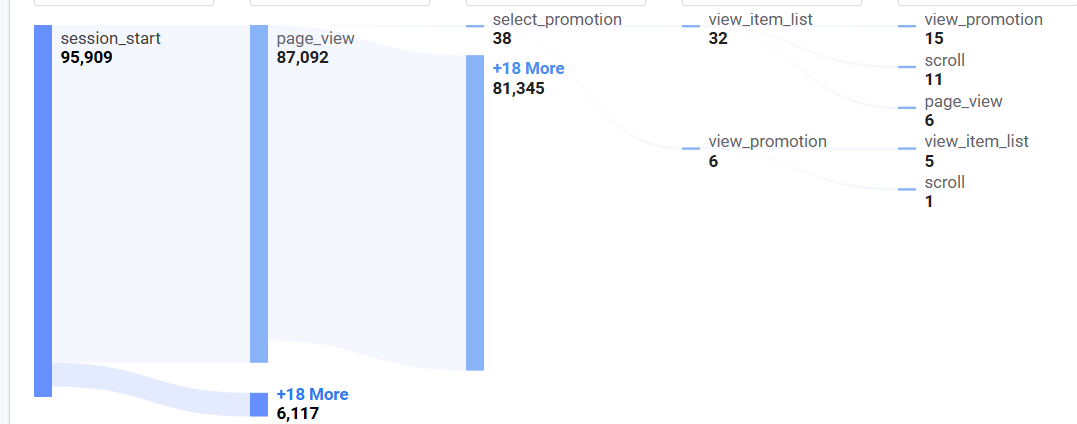 session_start
95,909
page_view
87,092
+18 More
6,117
select_promotion
38
+18 More
81,345
view_item_list
32
view_promotion
6
view_promotion
15
scroll
11
page_view
6
view_item_list
5
scroll
1